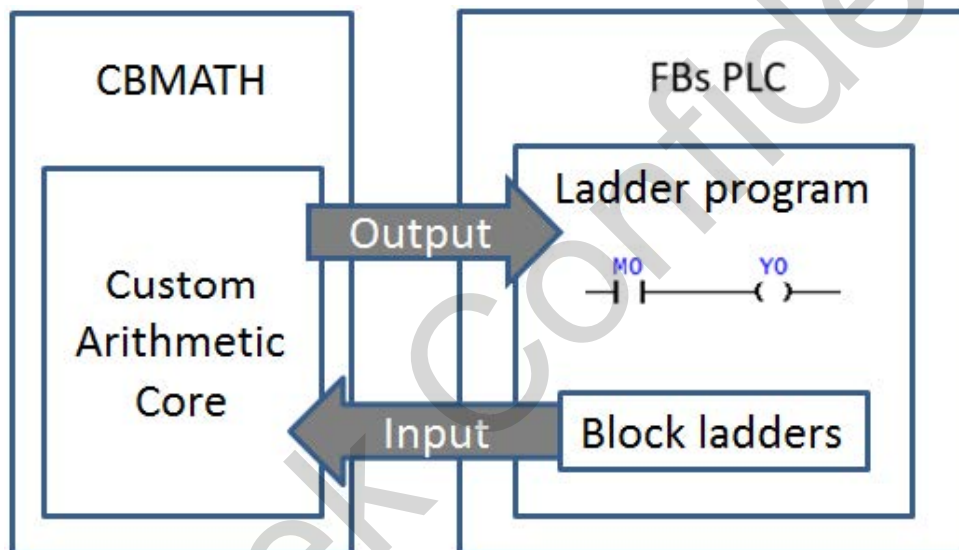 CBMATH
Custom
Arithmetic
Core
Output
Input
FBs PLC
Ladder program
M0 Y0
Block ladders